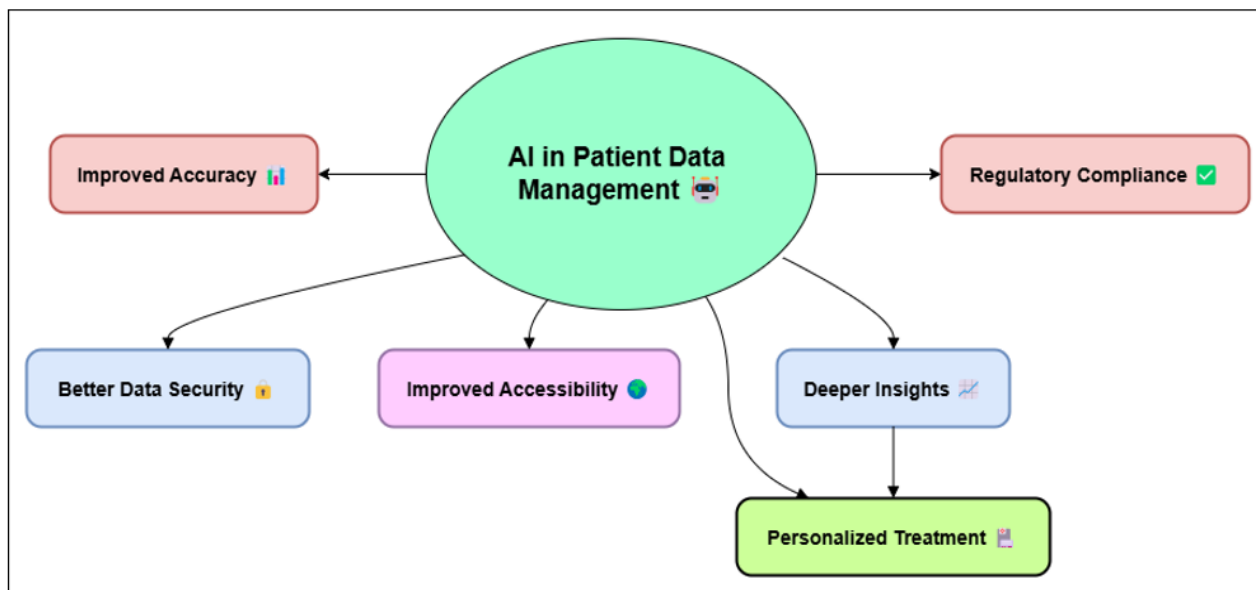 AI in Patient Data
Management 🤖
Improved Accuracy 📊
Regulatory Compliance ✅
Better Data Security 🔒
Improved Accessibility 🌍
Deeper Insights 📈
Personalized Treatment 🏥